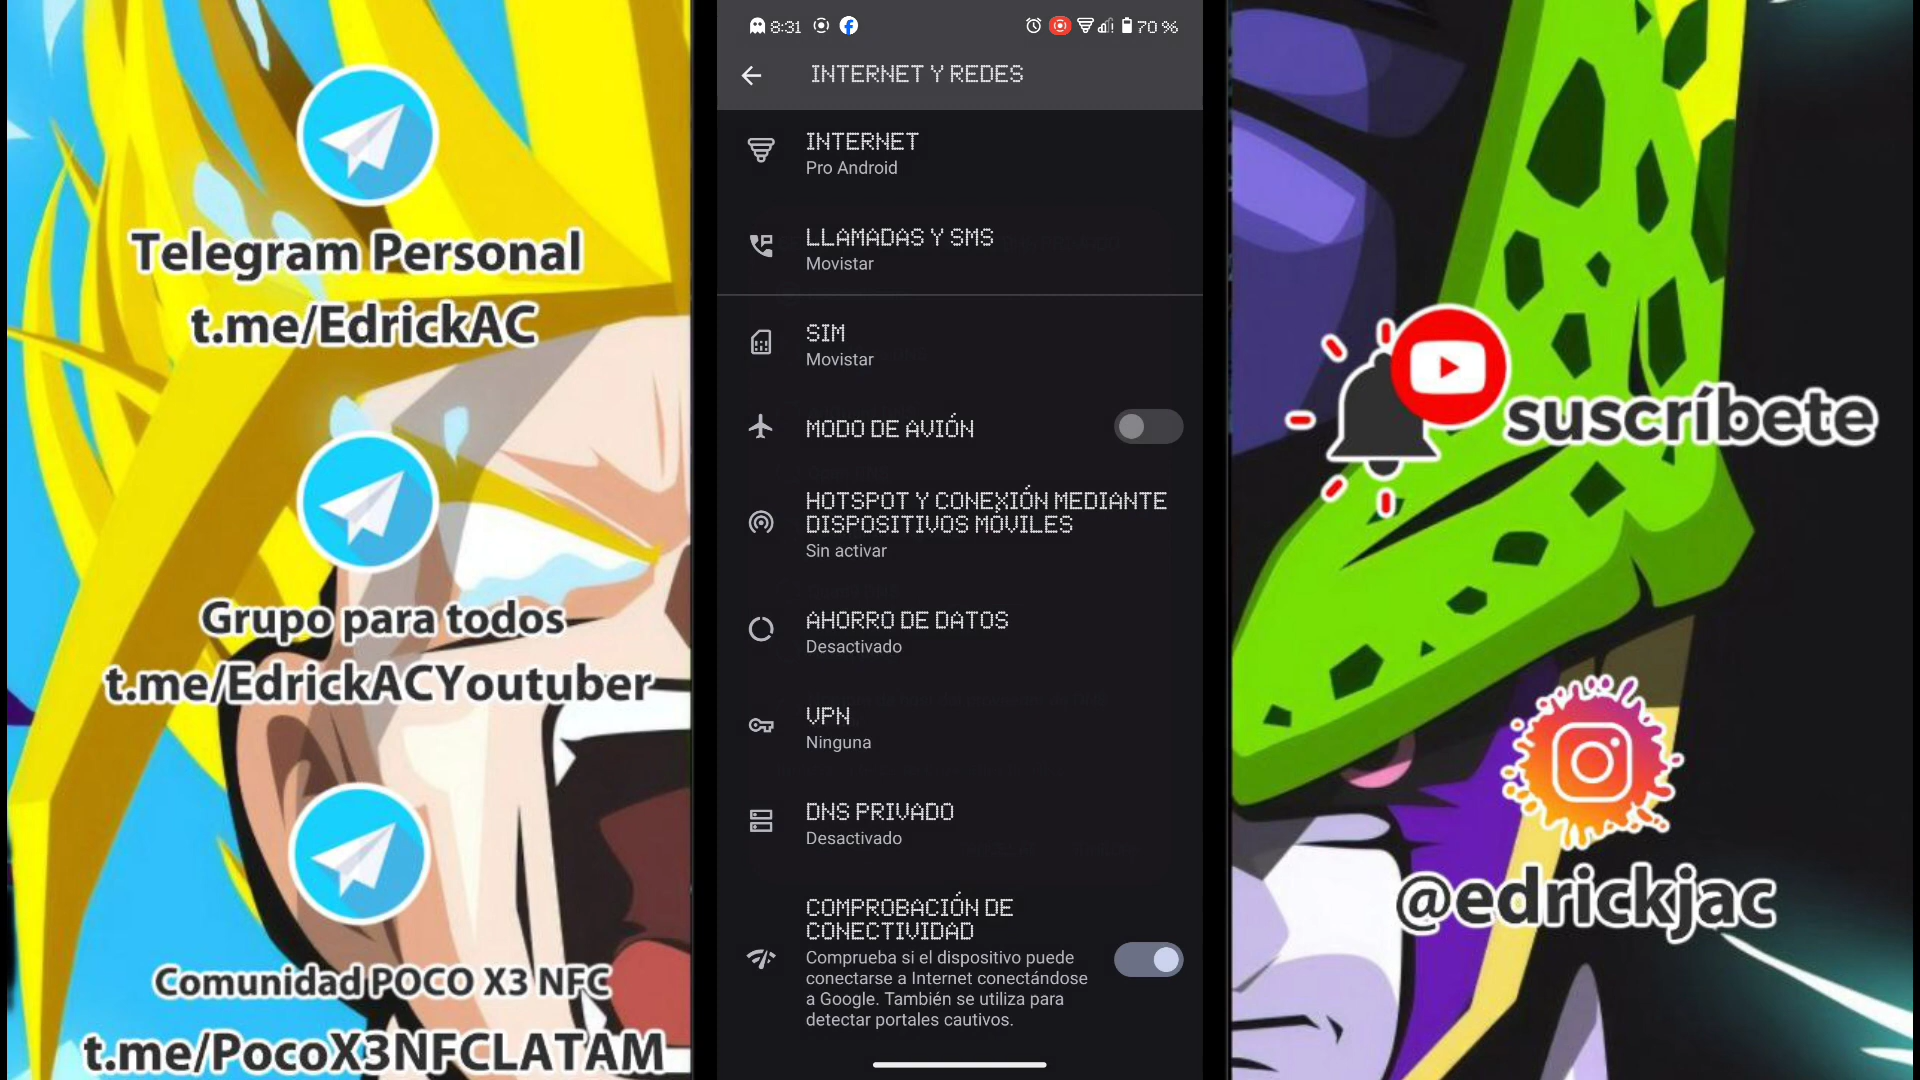 Telegram Personal
t.me/EdrickAC
Grupo para todos
t.me/EdrickACYoutuber
Comunidad POCO X3 NFC
t.me/PocoX3NFCLATAM
8:31
70 %
INTERNET Y REDES
INTERNET
Pro Android
LLAMADAS Y SMS
Movistar
SIM
Movistar
MODO DE AVIÓN
HOTSPOT Y CONEXIÓN MEDIANTE
DISPOSITIVOS MÓVILES
Sin activar
AHORRO DE DATOS
Desactivado
VPN
Ninguna
DNS PRIVADO
Desactivado
COMPROBACIÓN DE
CONECTIVIDAD
Comprueba si el dispositivo puede
conectarse a Internet conectándose
a Google. También se utiliza para
detectar portales cautivos.
suscríbete
@edrickjac